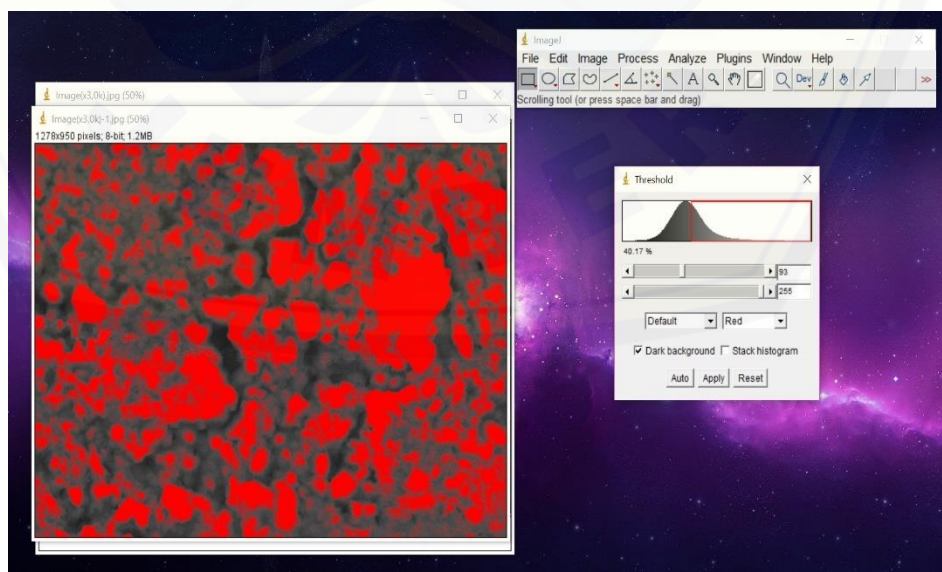 ImageJ
File Edit Image Process Analyze Plugins Window Help
A Dev
Scrolling tool (or press space bar and drag)
Image(x3,0k).jpg (50%)
Image(x3.0k)-1.jpg (50%)
1278x950 pixels; 8-bit; 1.2MB
Threshold
40.17 %
93
255
Default Red
Dark background Stack histogram
Auto Apply Reset